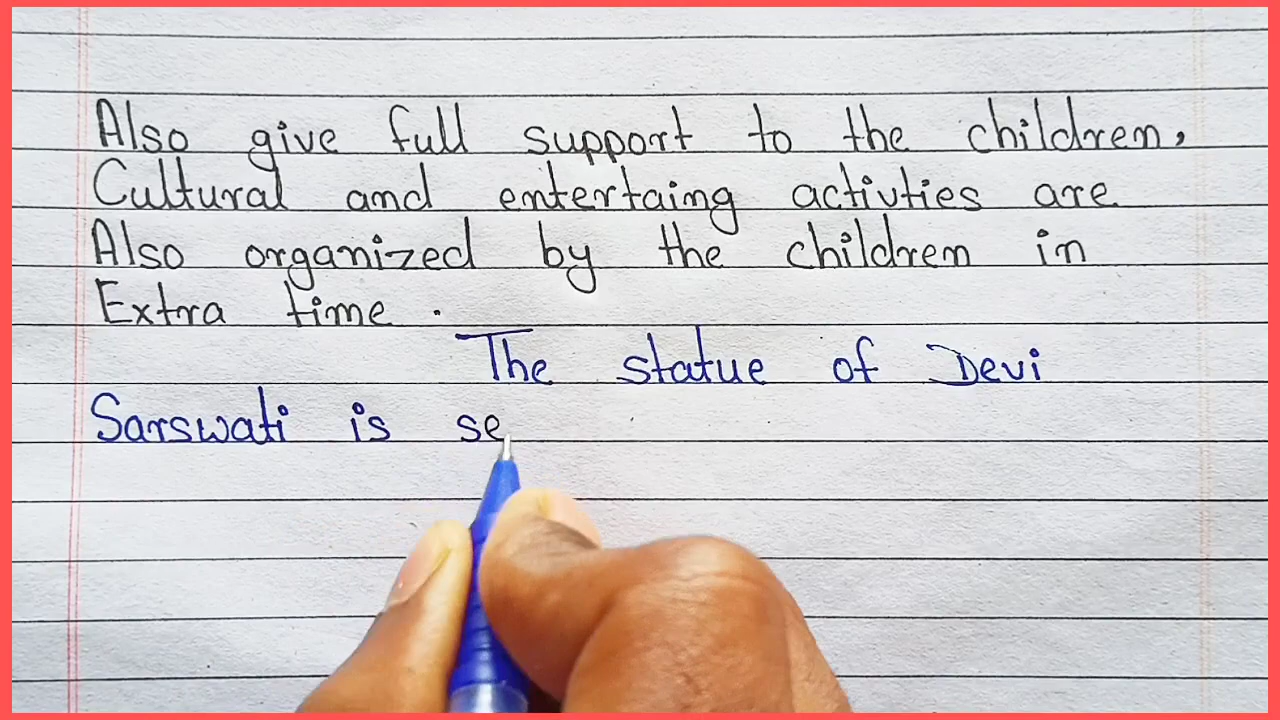 Also give full support to the children,
Cultural and entertaing activties are
Also organized by the children in
Extra time.
The statue of Devi
Sarswati is se